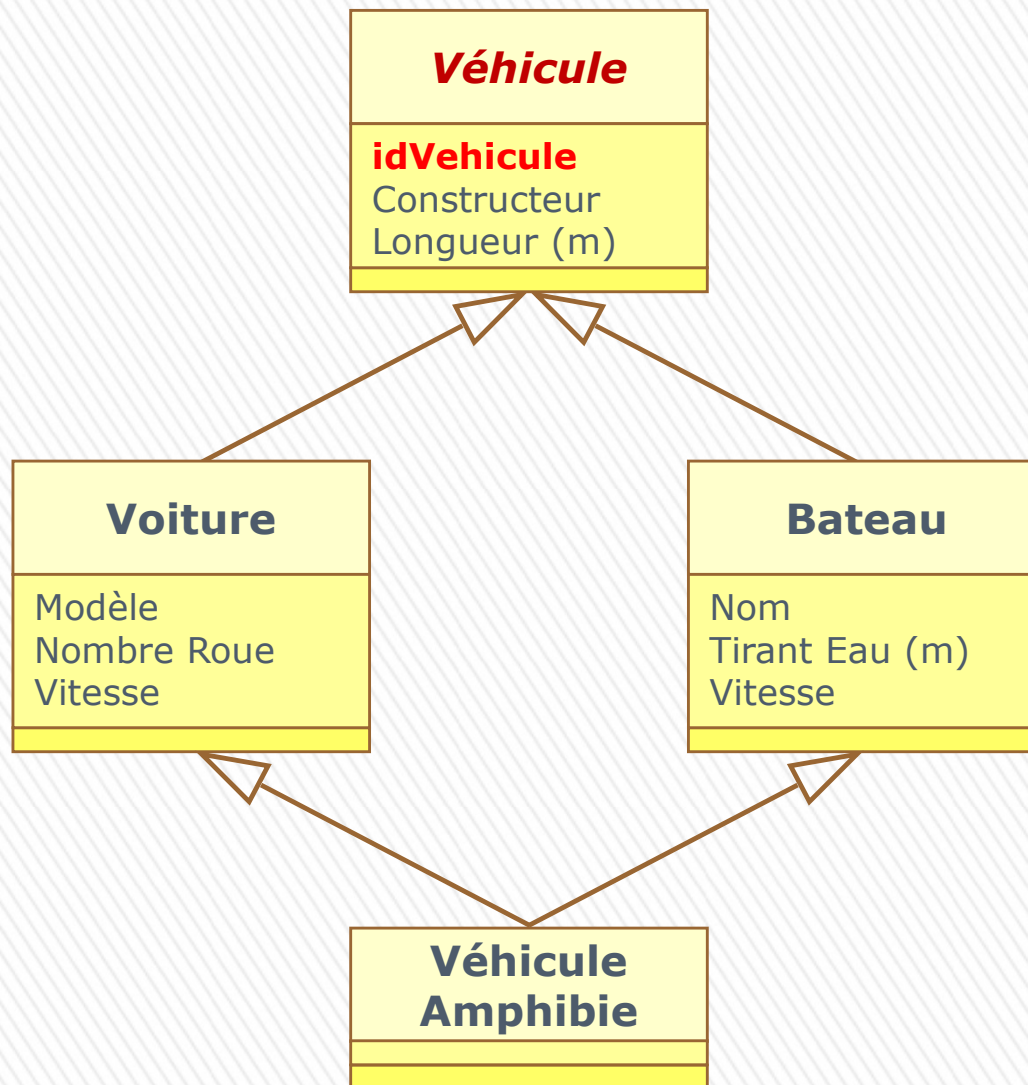 Véhicule
idVehicule
Constructeur
Longueur (m)
Voiture
Modèle
Nombre Roue
Vitesse
Bateau
Nom
Tirant Eau (m)
Vitesse
Véhicule
Amphibie